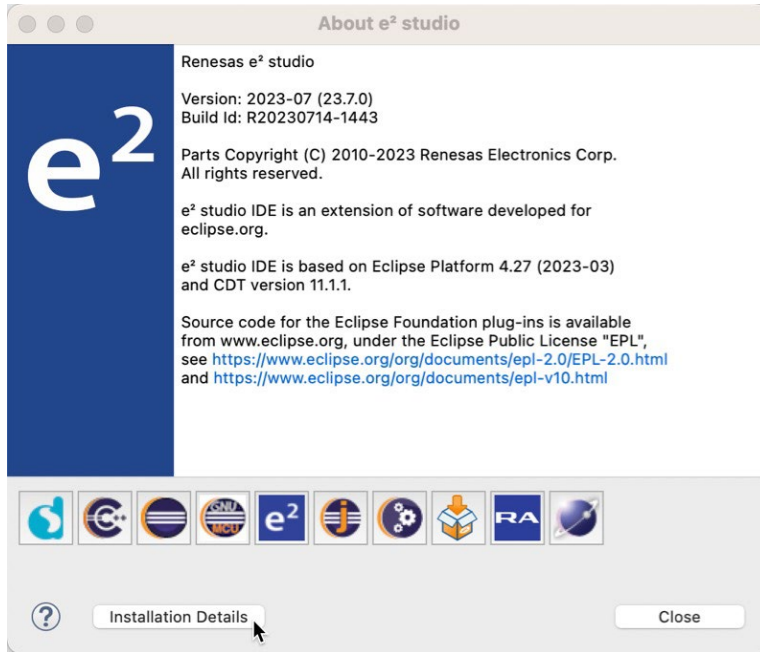 About e² studio
e²
Renesas e² studio
Version: 2023-07 (23.7.0)
Build Id: R20230714-1443
Parts Copyright (C) 2010-2023 Renesas Electronics Corp.
All rights reserved.
e² studio IDE is an extension of software developed for
eclipse.org.
e² studio IDE is based on Eclipse Platform 4.27 (2023-03)
and CDT version 11.1.1.
Source code for the Eclipse Foundation plug-ins is available
from www.eclipse.org, under the Eclipse Public License "EPL",
see https://www.eclipse.org/org/documents/epl-2.0/EPL-2.0.html
and https://www.eclipse.org/org/documents/epl-v10.html
GNU
MCU
e²
RA
? Installation Details Close